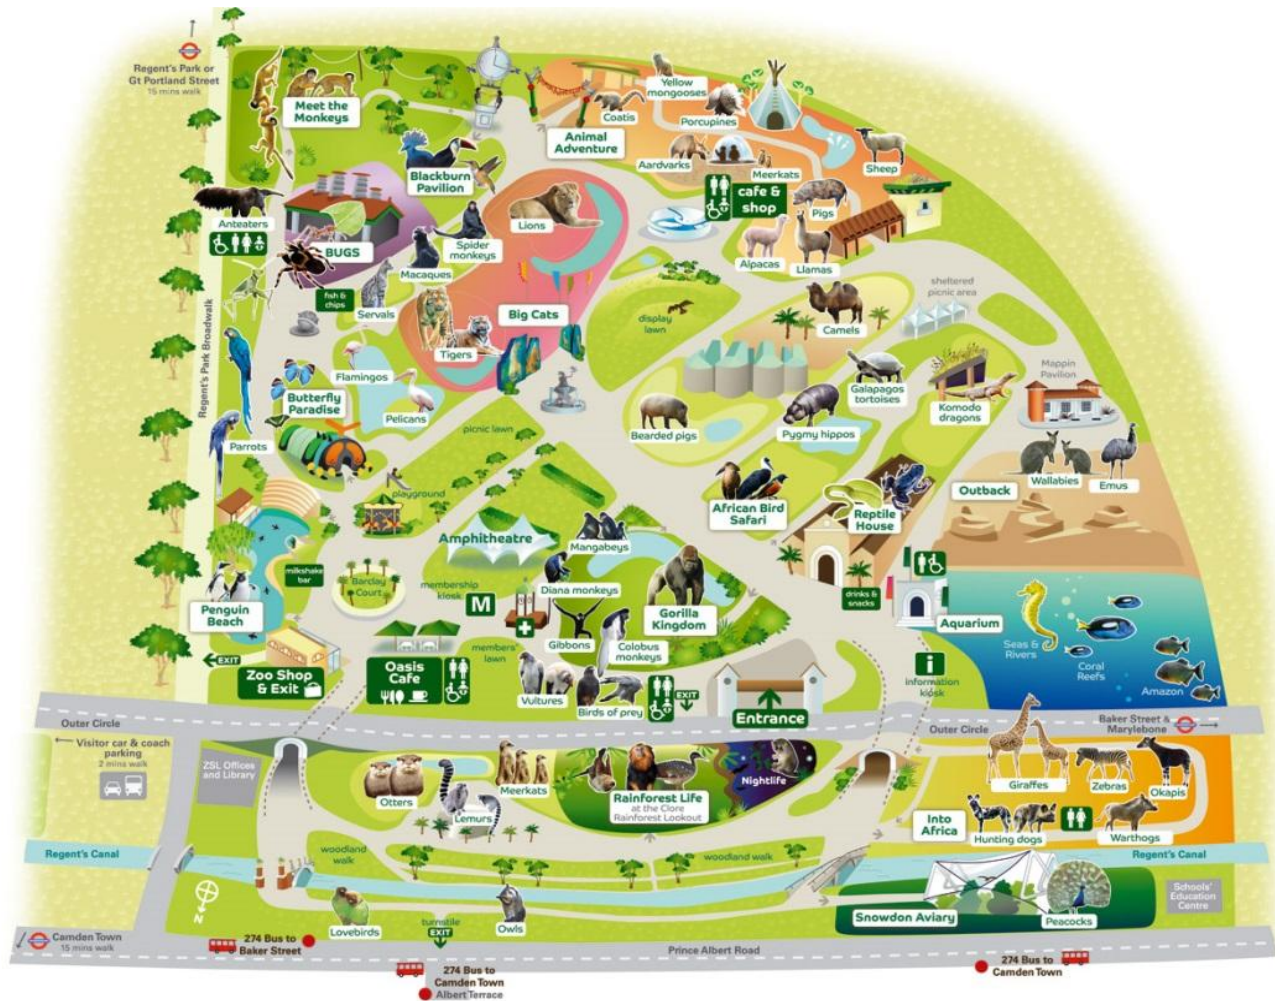 Regent's Park or
Gt Portland Street
15 mins walk
Meet the
Monkeys
Yellow
mongooses
Coatis
Porcupines
Animal
Adventure
Aardvarks
Meerkats
Sheep
Blackburn
Pavilion
cafe &
shop
Pigs
Anteaters
Lions
Spider
monkeys
BUGS
Macaques
Alpacas
Llamas
fish &
chips
Servals
sheltered
picnic area
Big Cats
display
lawn
Camels
Tigers
Regent's Park Broadwalk
Flamingos
Mappin
Pavilion
Galapagos
tortoises
Komodo
dragons
Butterfly
Paradise
Pelicans
Bearded pigs
Pygmy hippos
picnic lawn
Parrots
Wallabies
Emus
playground
African Bird
Safari
Reptile
House
Outback
Amphitheatre
Mangabeys
milkshake
bar
Barclay
Court
membership
kiosk
M
Diana monkeys
drinks &
snacks
Penguin
Beach
Gorilla
Kingdom
Aquarium
Seas &
Rivers
Gibbons
Colobus
monkeys
members'
lawn
EXIT
Zoo Shop
& Exit
Oasis
Cafe
i
information
kiosk
Coral
Reefs
Amazon
Vultures
Birds of prey
EXIT
Entrance
Outer Circle
Outer Circle
Baker Street &
Marylebone
Visitor car & coach
parking
2 mins walk
ZSL Offices
and Library
Otters
Meerkats
Lemurs
Nightlife
Rainforest Life
at the Clore
Rainforest Lookout
Giraffes
Zebras
Okapis
Into
Africa
Hunting dogs
Warthogs
Regent's Canal
woodland
walk
woodland walk
Regent's Canal
N
Snowdon Aviary
Peacocks
Schools'
Education
Centre
Lovebirds
turnstile
EXIT
Owls
Camden Town
15 mins walk
274 Bus to
Baker Street
Prince Albert Road
274 Bus to
Camden Town
Albert Terrace
274 Bus to
Camden Town